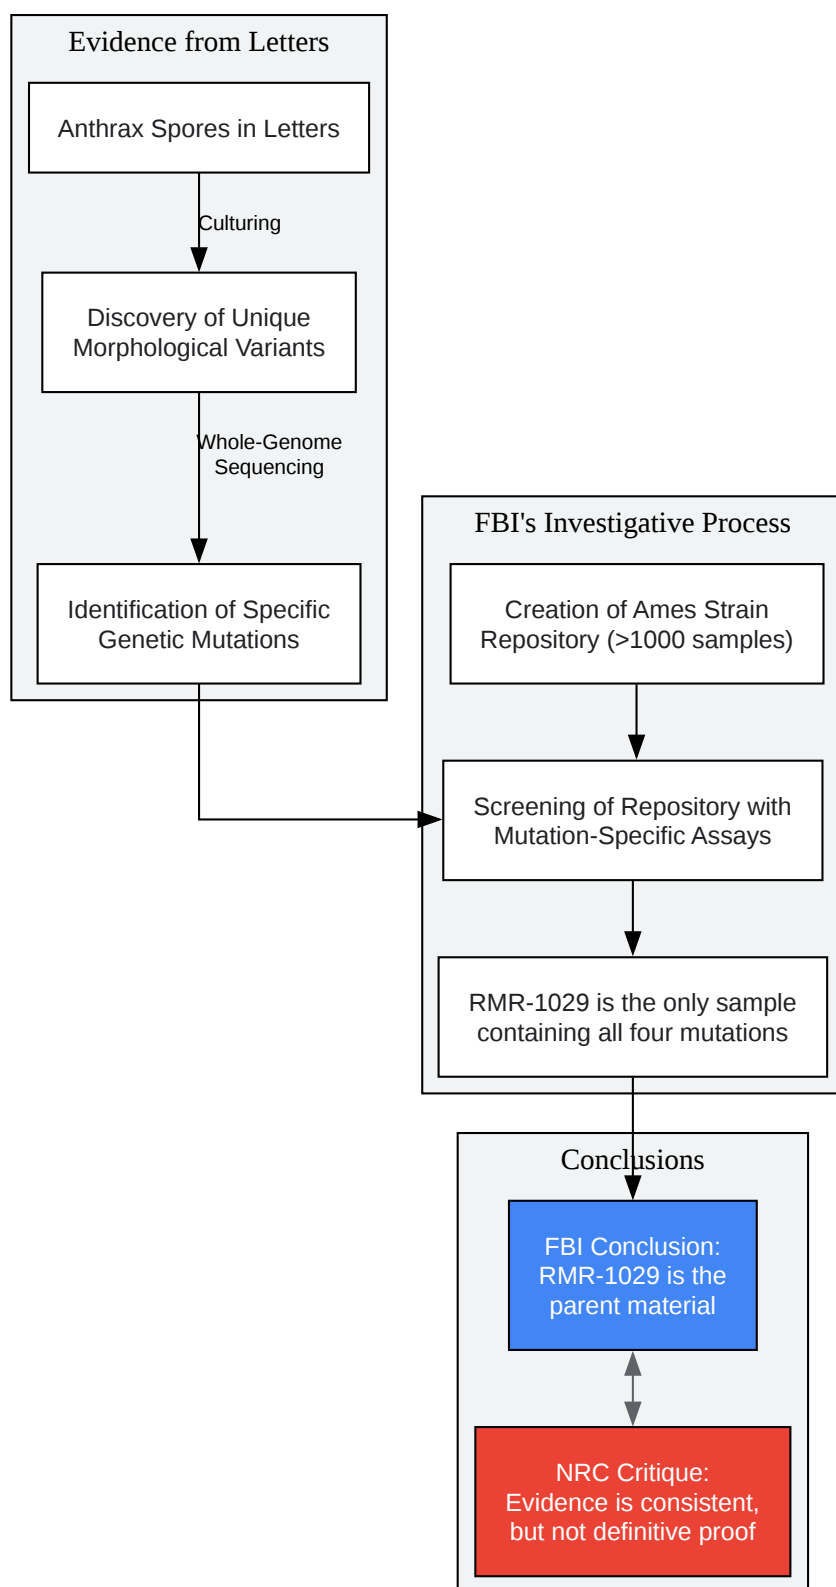 Evidence from Letters
Anthrax Spores in Letters
Culturing
Discovery of Unique
Morphological Variants
Whole-Genome
Sequencing
Identification of Specific
Genetic Mutations
FBI's Investigative Process
Creation of Ames Strain
Repository (>1000 samples)
Screening of Repository with
Mutation-Specific Assays
RMR-1029 is the only sample
containing all four mutations
Conclusions
FBI Conclusion:
RMR-1029 is the
parent material
NRC Critique:
Evidence is consistent,
but not definitive proof